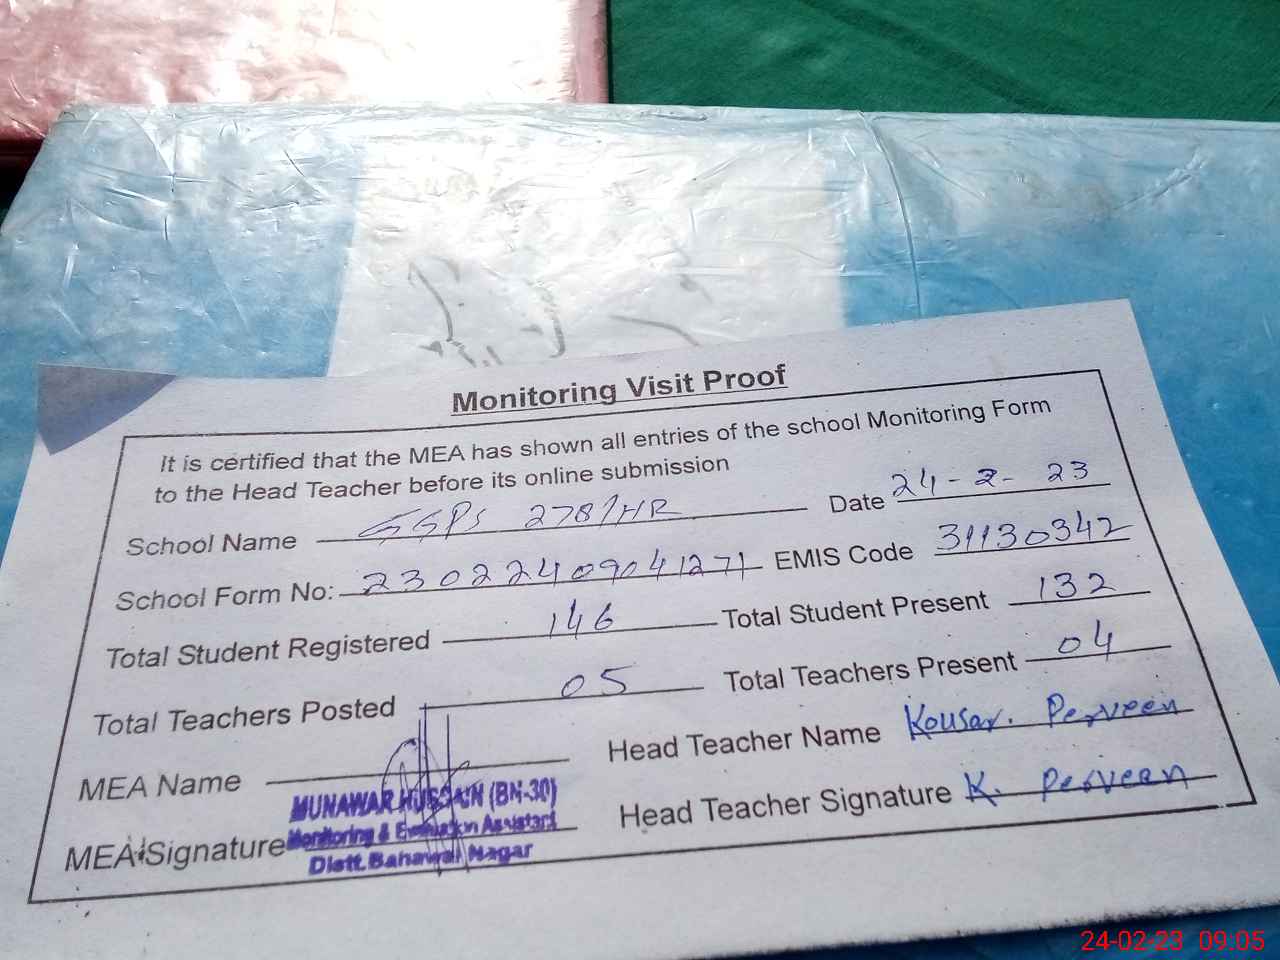 Monitoring Visit Proof
It is certified that the MEA has shown all entries of the school Monitoring Form
to the Head Teacher before its online submission
School Name GGPS 278/HR Date 24-2-23
School Form No: 23022409041271 EMIS Code 31130342
Total Student Registered 146 Total Student Present 132
Total Teachers Posted 05 Total Teachers Present 04
MEA Name Head Teacher Name Kousar. Perveen
MUNAWAR HUSSAIN (BN-30)
MEA Signature Monitoring & Evaluation Assistant Head Teacher Signature K. Perveen
Distt. Bahawal Nagar
24-02-23 09:05